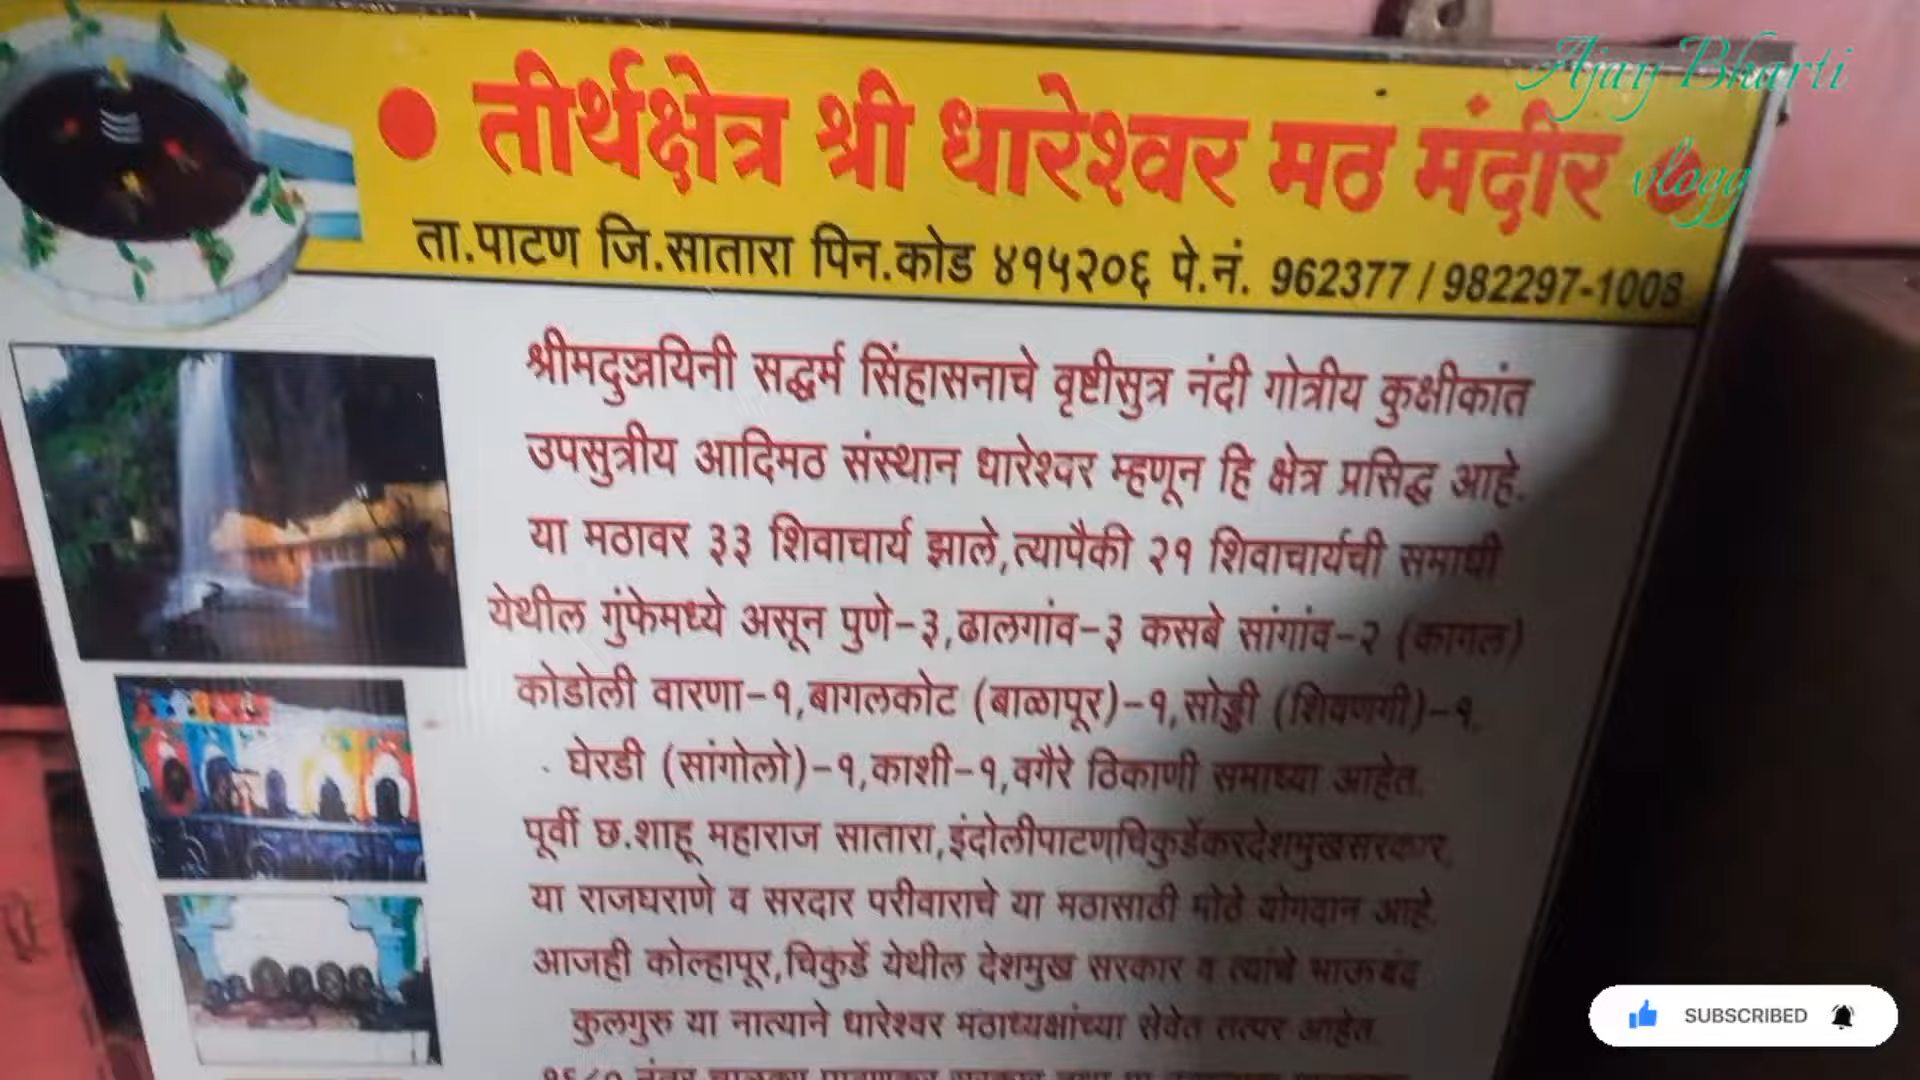 Ajay Bharti
vlogg
● तीर्थक्षेत्र श्री धारेश्वर मठ मंदीर ●
ता.पाटण जि.सातारा पिन.कोड ४१५२०६ पे.नं. 962377 / 982297-1008
श्रीमदुज्जयिनी सद्धर्म सिंहासनाचे वृष्टीसुत्र नंदी गोत्रीय कुक्षीकांत
उपसुत्रीय आदिमठ संस्थान धारेश्वर म्हणून हि क्षेत्र प्रसिद्ध आहे.
या मठावर ३३ शिवाचार्य झाले,त्यापैकी २१ शिवाचार्यची समाधी
येथील गुंफेमध्ये असून पुणे-३,ढालगांव-३ कसबे सांगांव-२ (कागल)
कोडोली वारणा-१,बागलकोट (बाळापूर)-१,सोड्डी (शिवणगी)-१,
घेरडी (सांगोलो)-१,काशी-१,वगैरे ठिकाणी समाध्या आहेत.
पूर्वी छ.शाहू महाराज सातारा,इंदोलीपाटणचिकुर्डेकरदेशमुखसरकार,
या राजघराणे व सरदार परीवाराचे या मठासाठी मोठे योगदान आहे.
आजही कोल्हापूर,चिकुर्डे येथील देशमुख सरकार व त्यांचे भाऊबंद
कुलगुरु या नात्याने धारेश्वर मठाध्यक्षांच्या सेवेत तत्पर आहेत.
SUBSCRIBED